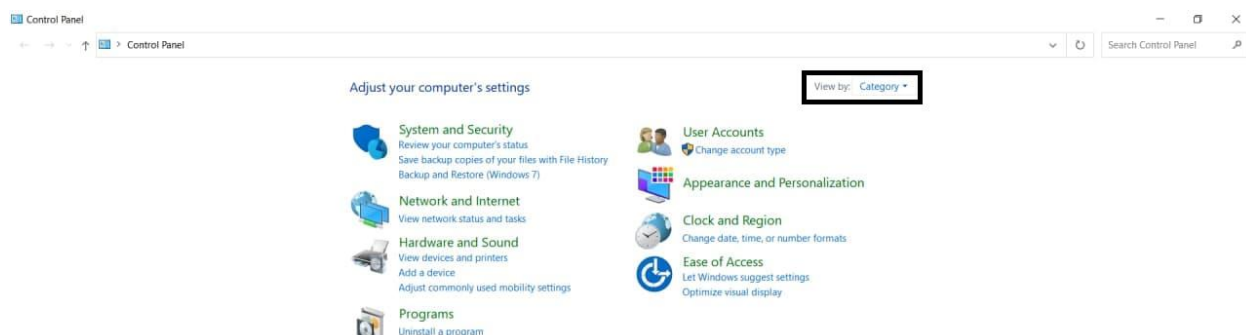 Control Panel
Control Panel
Search Control Panel
Adjust your computer's settings
View by: Category
System and Security
Review your computer's status
Save backup copies of your files with File History
Backup and Restore (Windows 7)
Network and Internet
View network status and tasks
Hardware and Sound
View devices and printers
Add a device
Adjust commonly used mobility settings
Programs
Uninstall a program
User Accounts
Change account type
Appearance and Personalization
Clock and Region
Change date, time, or number formats
Ease of Access
Let Windows suggest settings
Optimize visual display